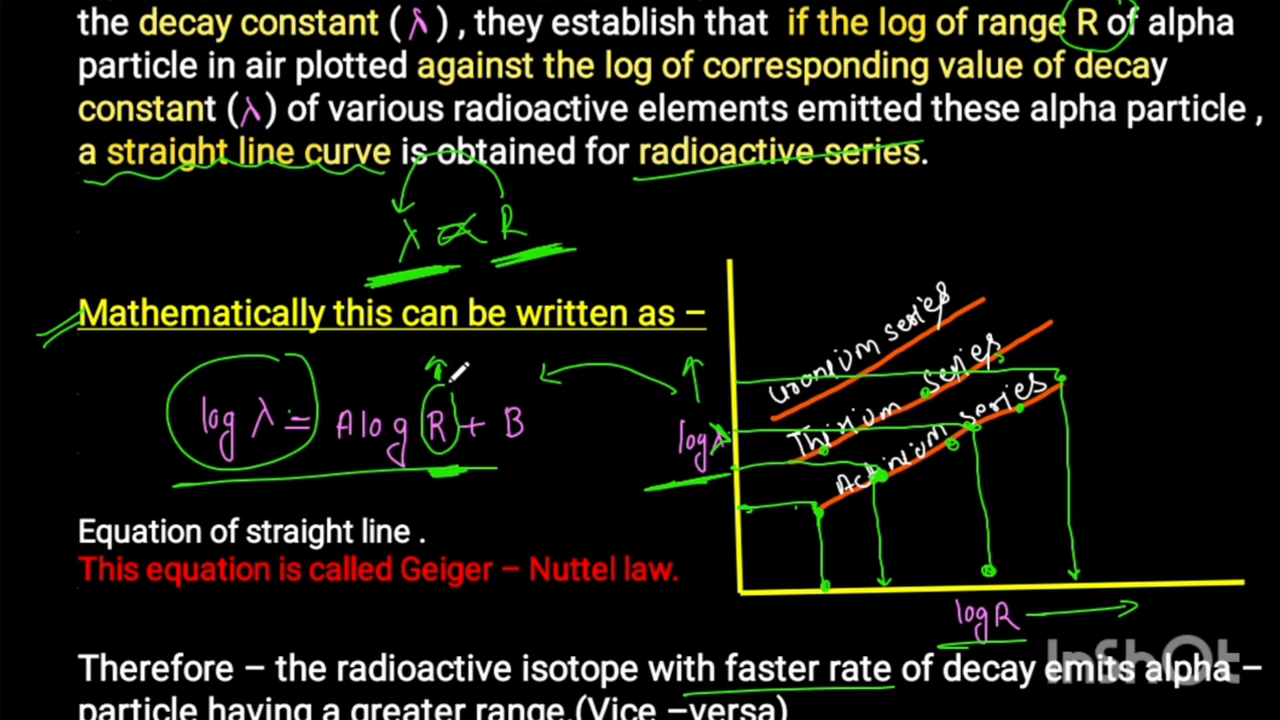 the decay constant (λ) , they establish that if the log of range R of alpha
particle in air plotted against the log of corresponding value of decay
constant (λ) of various radioactive elements emitted these alpha particle ,
a straight line curve is obtained for radioactive series.
λ ∝ R
Mathematically this can be written as –
log λ = A log R + B
Equation of straight line .
This equation is called Geiger – Nuttel law.
Uranium series
Thirium series
Actinium series
log λ
log R
InShOt
Therefore – the radioactive isotope with faster rate of decay emits alpha –
particle having a greater range.(Vice –versa)